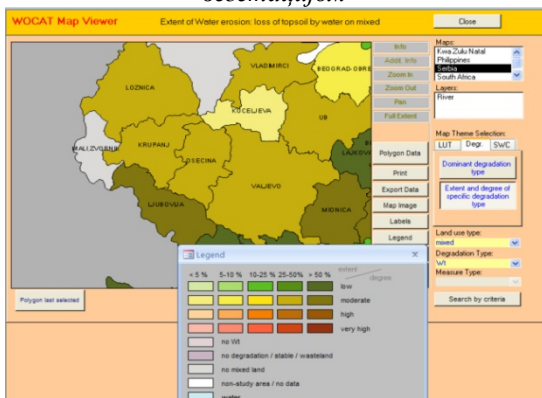 WOCAT Map Viewer
Extent of Water erosion: loss of topsoil by water on mixed
Close
Info
Addit. Info
Zoom In
Zoom Out
Pan
Full Extent
Polygon Data
Print
Export Data
Map Image
Labels
Legend
Maps:
Kwa Zulu Natal
Philippines
Serbia
South Africa
Layers:
River
Map Theme Selection:
LUT Degr. SWC
Dominant degradation
type
Extent and degree of
specific degradation
type
Land use type:
mixed
Degradation Type:
Wt
Measure Type:
Search by criteria
VLADIMIRCI
BEOGRAD-OBRE
LOZNICA
KOCELJEVA
UB
MALI ZVORNIK
KRUPANJ
OSECINA
LAJKOV
VALJEVO
LJUBOVIJA
MIONICA
Polygon last selected
Legend
< 5 % 5-10 % 10-25 % 25-50% > 50 %
extent
degree
low
moderate
high
very high
no Wt
no degradation / stable / wasteland
no mixed land
non-study area / no data
water